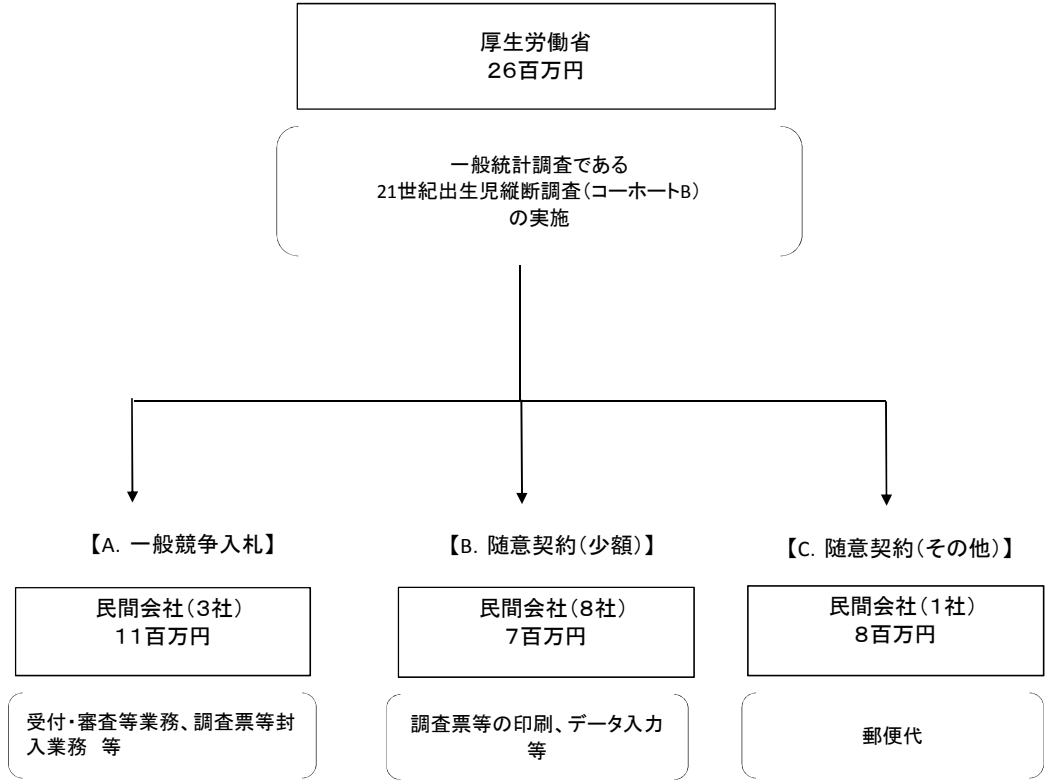 厚生労働省
26百万円
一般統計調査である
21世紀出生児縦断調査(コーホートB)
の実施
【A. 一般競争入札】
民間会社(3社)
11百万円
受付・審査等業務、調査票等封
入業務 等
【B. 随意契約(少額)】
民間会社(8社)
7百万円
調査票等の印刷、データ入力
等
【C. 随意契約(その他)】
民間会社(1社)
8百万円
郵便代